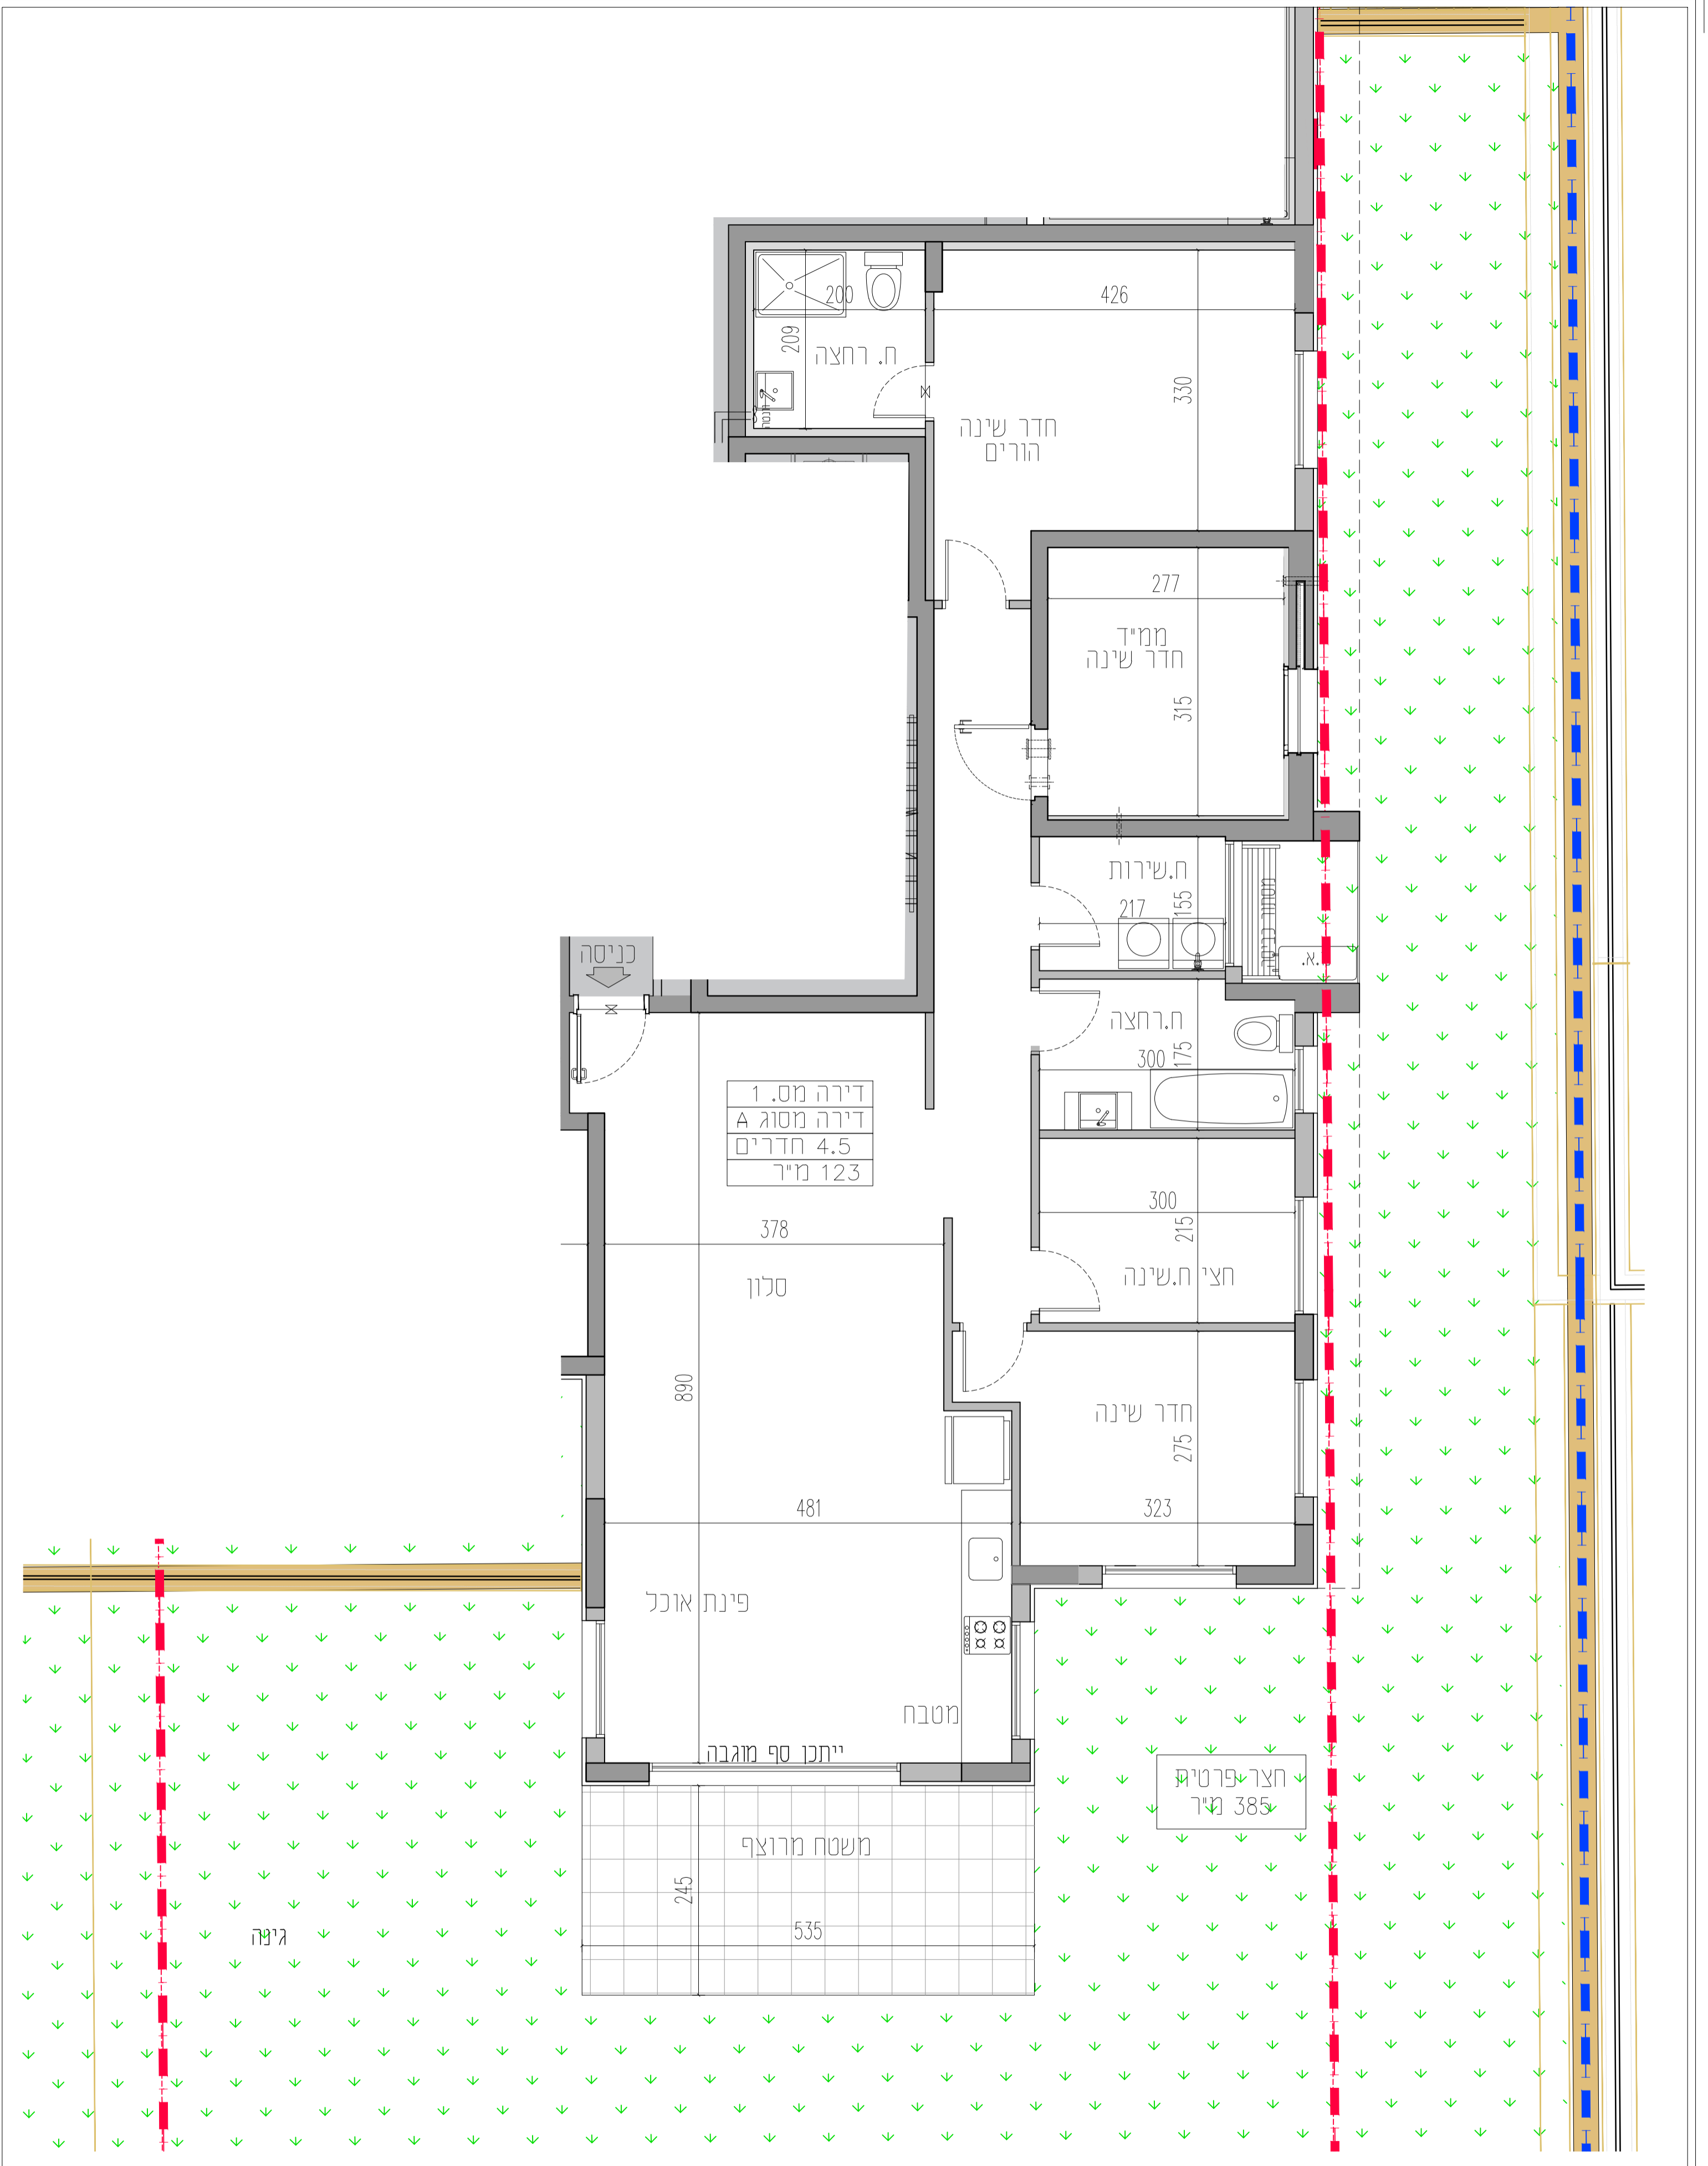 200
426
209
ח. רחצה
330
חדר שינה
הורים
277
ממ"ד
חדר שינה
315
ח.שירות
155
217
מסתור כביסה
א.
כניסה
ח.רחצה
175
300
דירה מס. 1
דירה מסוג A
4.5 חדרים
123 מ"ר
300
215
378
סלון
חצי ח.שינה
890
חדר שינה
275
481
323
פינת אוכל
מטבח
ייתכן סף מוגבה
חצר פרטית
385 מ"ר
משטח מרוצף
245
535
גינה